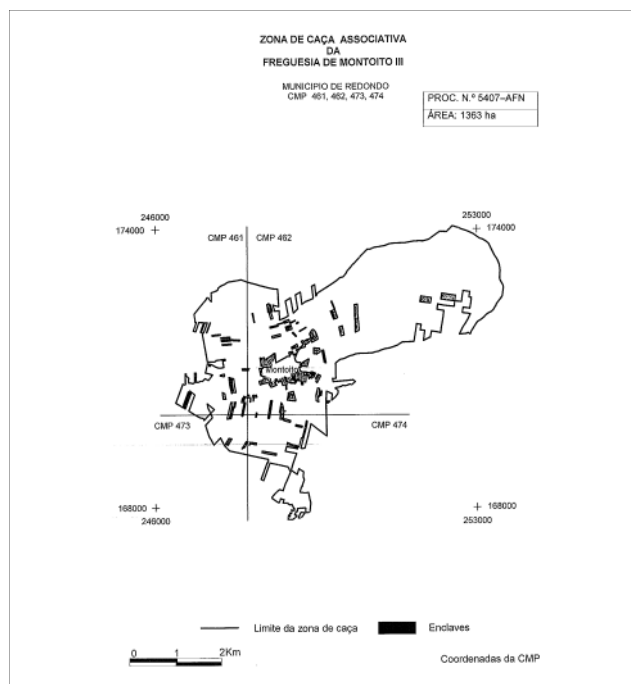 ZONA DE CAÇA ASSOCIATIVA
DA
FREGUESIA DE MONTOITO III
MUNICIPIO DE REDONDO
CMP 461, 462, 473, 474
PROC. N.º 5407–AFN
ÁREA: 1363 ha
246000
174000
253000
174000
CMP 461
CMP 462
Montoito
CMP 473
CMP 474
168000
246000
168000
253000
Limite da zona de caça
Enclaves
0 1 2Km
Coordenadas da CMP